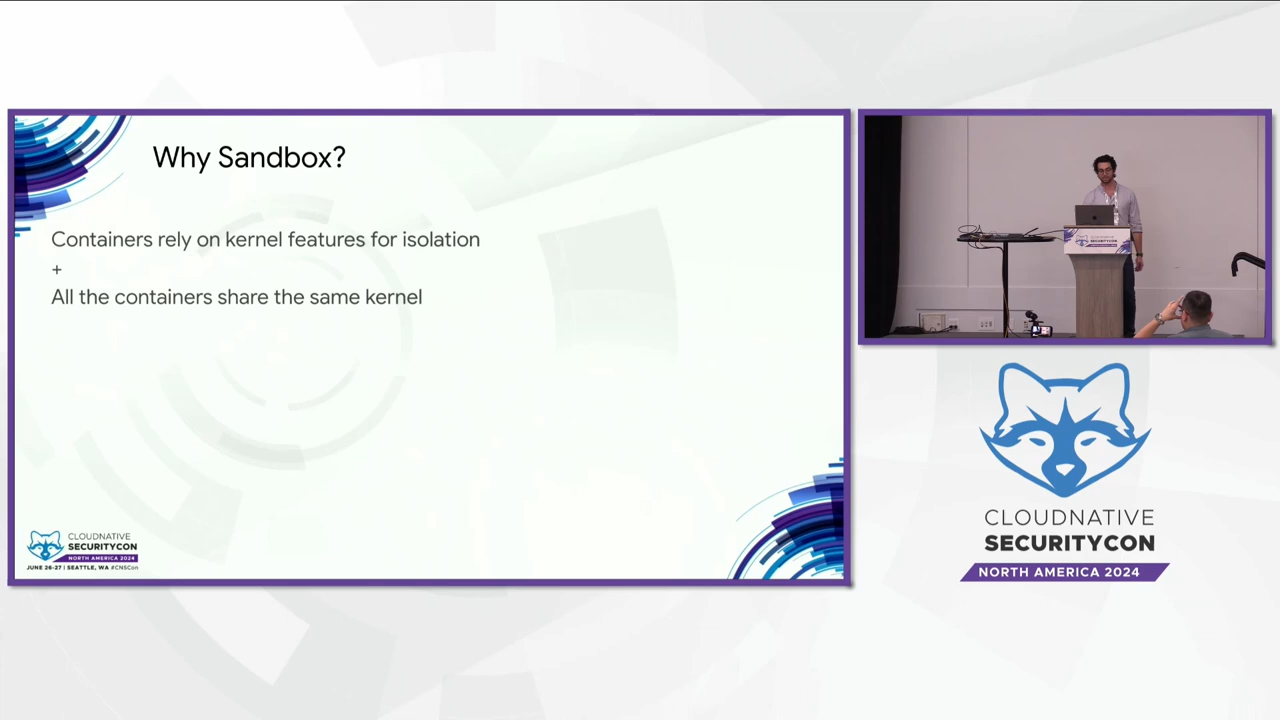 Why Sandbox?
Containers rely on kernel features for isolation
+
All the containers share the same kernel
CLOUDNATIVE
SECURITYCON
NORTH AMERICA 2024
JUNE 26-27 | SEATTLE, WA #CNSCon
CLOUDNATIVE
SECURITYCON
NORTH AMERICA 2024